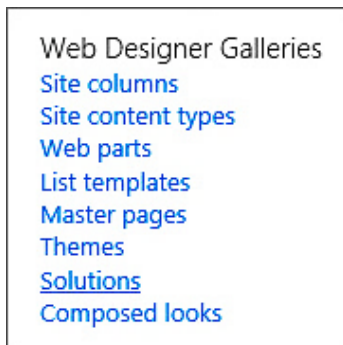 Web Designer Galleries
Site columns
Site content types
Web parts
List templates
Master pages
Themes
Solutions
Composed looks